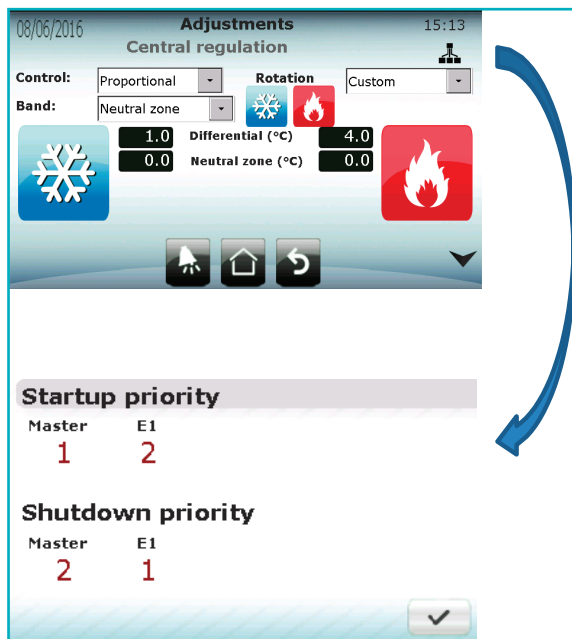 08/06/2016 Adjustments 15:13
Central regulation
Control: Proportional Rotation Custom
Band: Neutral zone
1.0 Differential (°C) 4.0
0.0 Neutral zone (°C) 0.0
Startup priority
Master E1
1 2
Shutdown priority
Master E1
2 1